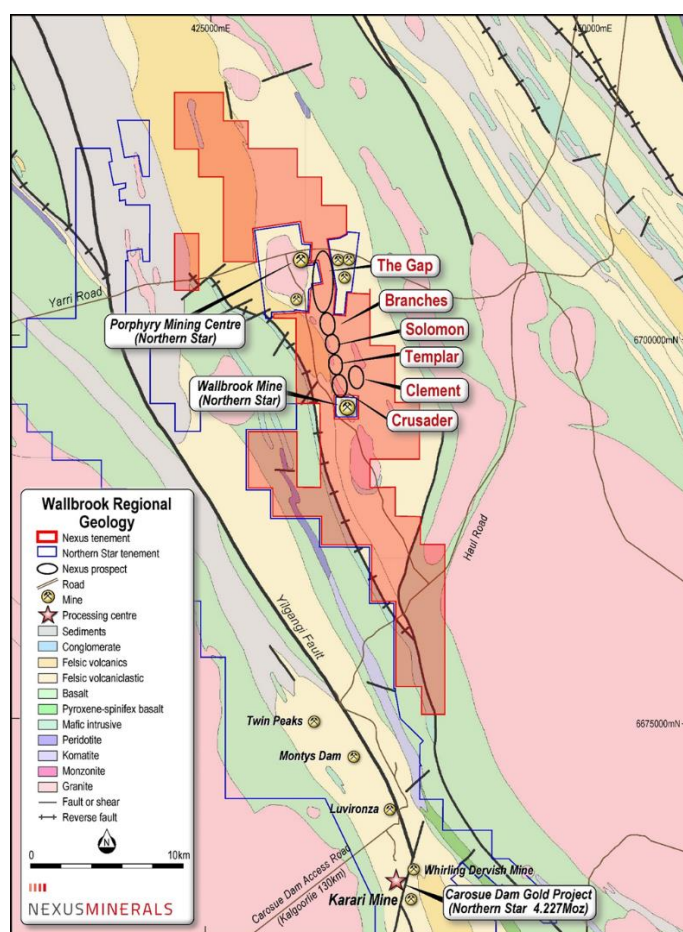 425000mE
450000mE
The Gap
Yarri Road
Branches
Porphyry Mining Centre
(Northern Star)
Solomon
6700000mN
Templar
Wallbrook Mine
(Northern Star)
Clement
Crusader
Wallbrook Regional
Geology
Nexus tenement
Northern Star tenement
Nexus prospect
Road
Mine
Processing centre
Sediments
Conglomerate
Felsic volcanics
Felsic volcaniclastic
Basalt
Pyroxene-spinifex basalt
Mafic intrusive
Peridotite
Komatite
Monzonite
Granite
Fault or shear
Reverse fault
N
0 10km
NEXUSMINERALS
Haul Road
Yilgangi Fault
6675000mN
Twin Peaks
Montys Dam
Luvironza
Carosue Dam Access Road
(Kalgoorlie 130km)
Whirling Dervish Mine
Karari Mine
Carosue Dam Gold Project
(Northern Star 4.227Moz)